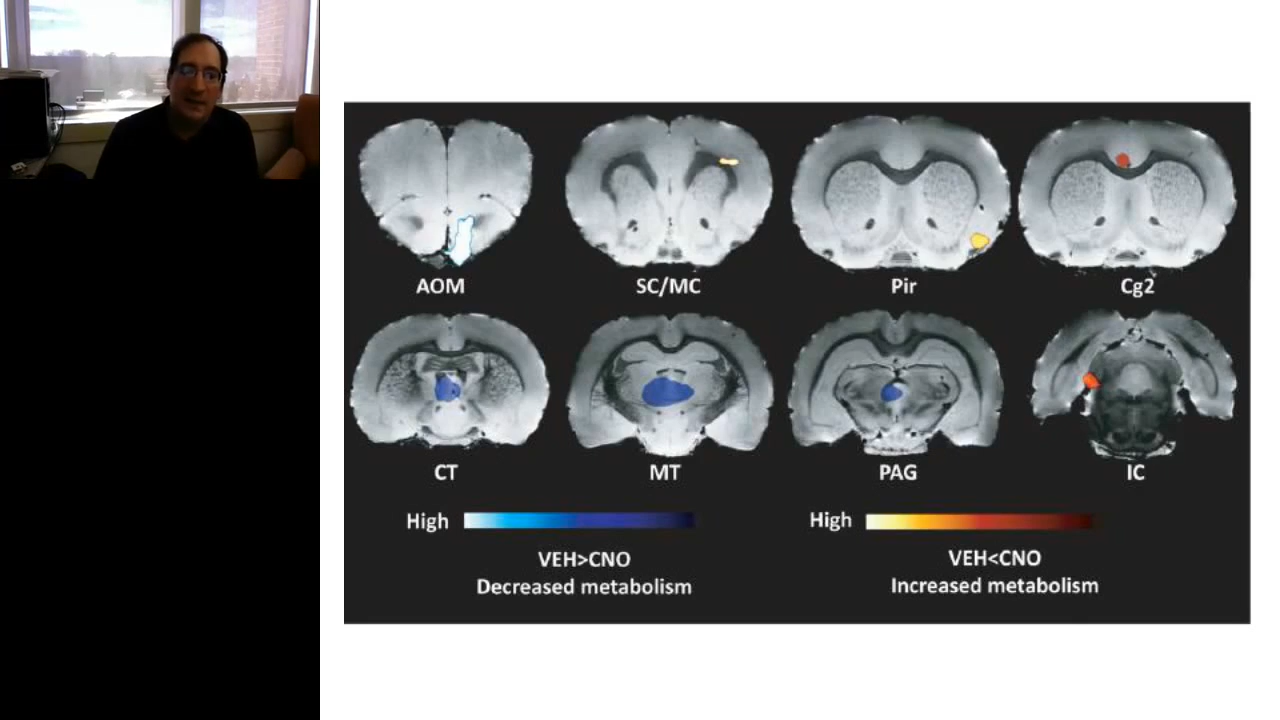 AOM
SC/MC
Pir
Cg2
CT
MT
PAG
IC
High
High
VEH>CNO
Decreased metabolism
VEH<CNO
Increased metabolism